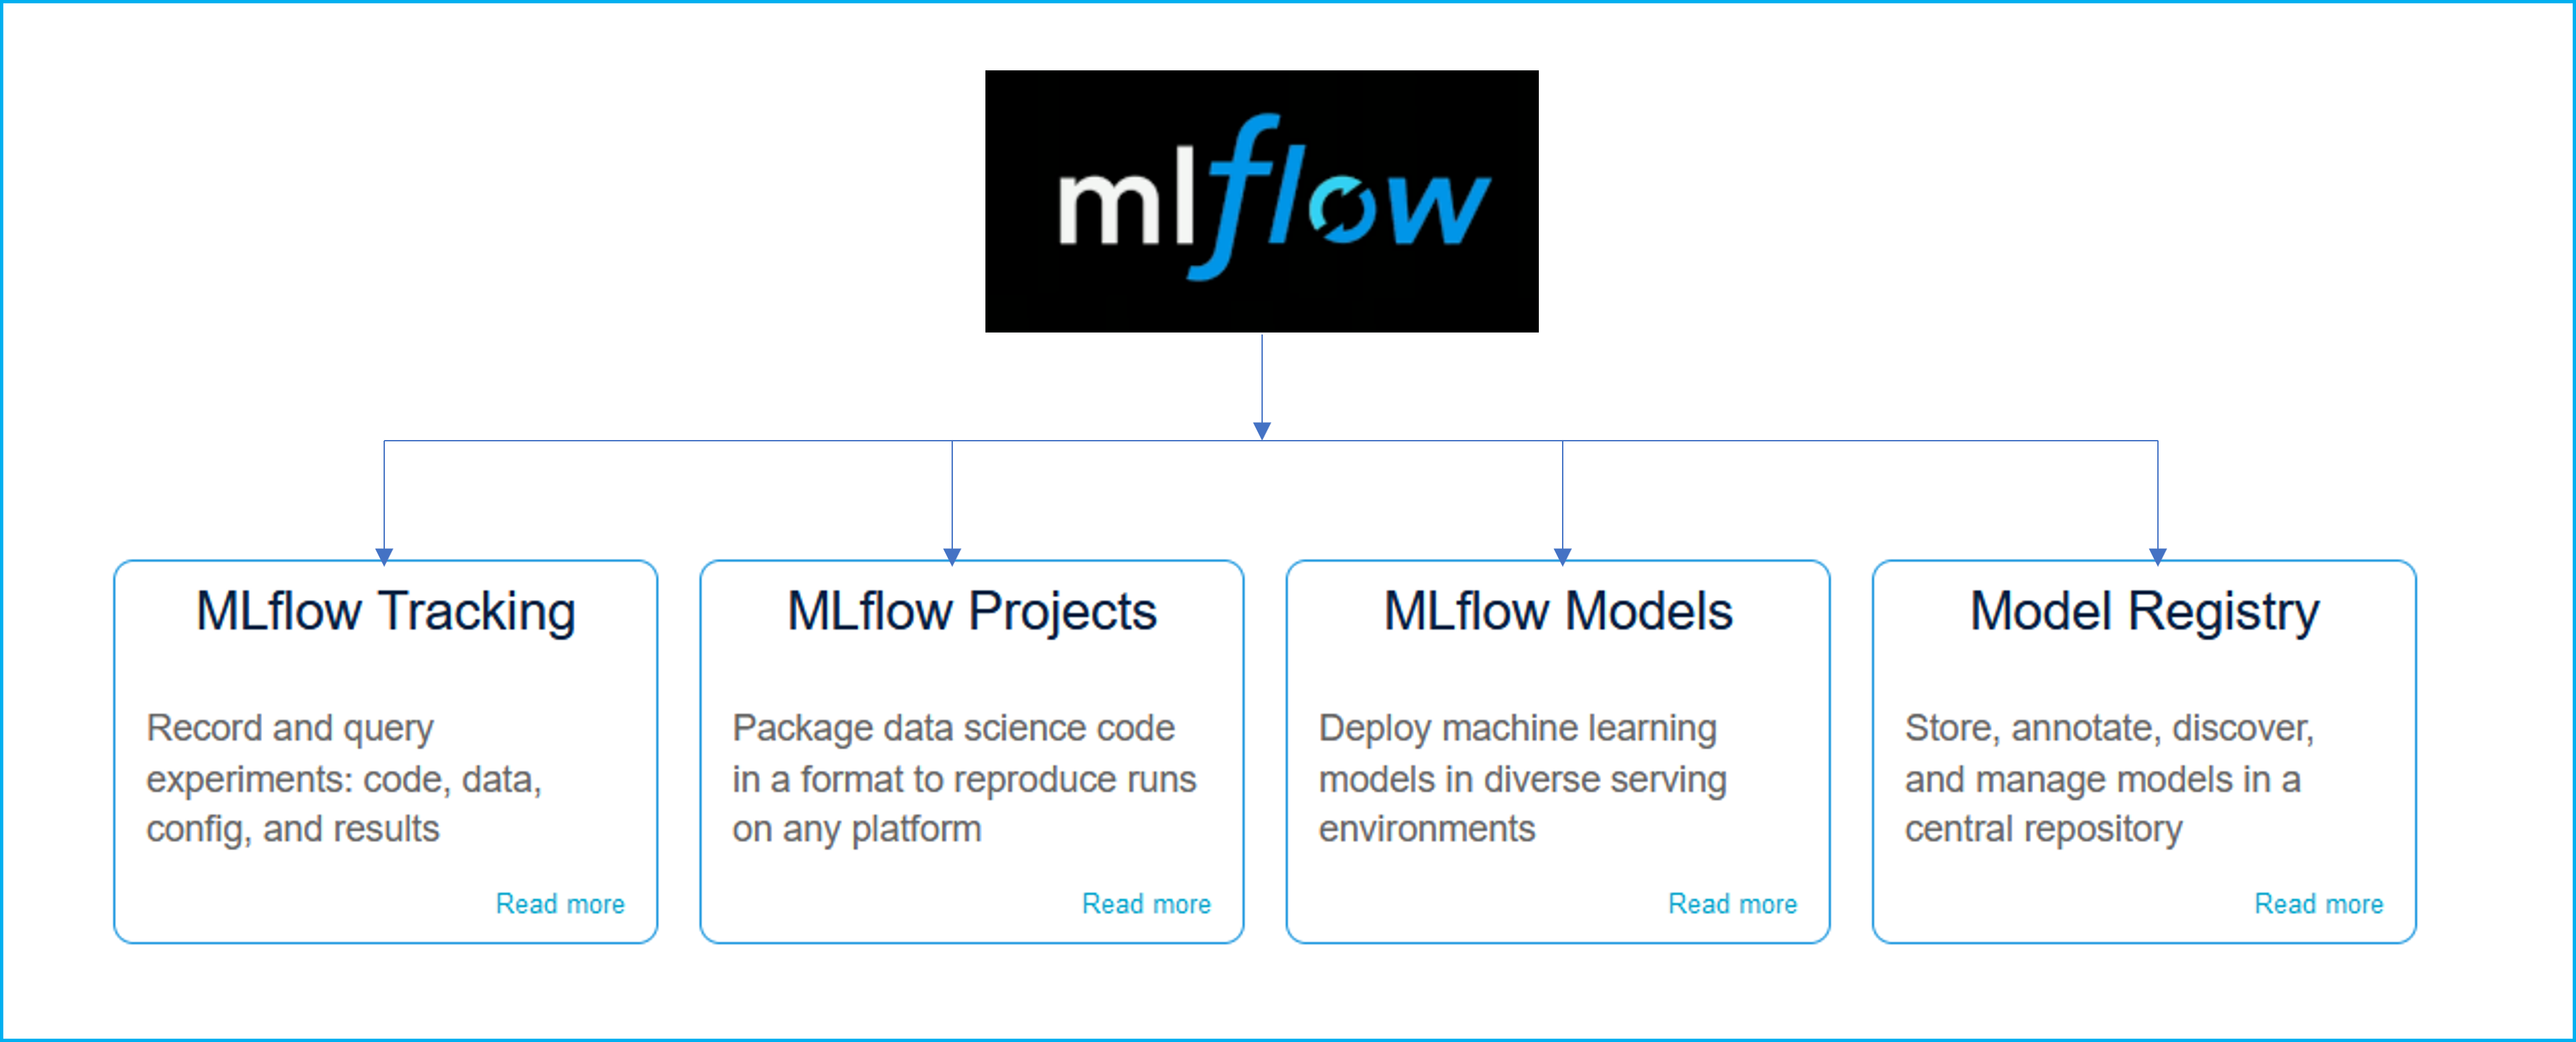 mlflow
MLflow Tracking
Record and query
experiments: code, data,
config, and results
Read more
MLflow Projects
Package data science code
in a format to reproduce runs
on any platform
Read more
MLflow Models
Deploy machine learning
models in diverse serving
environments
Read more
Model Registry
Store, annotate, discover,
and manage models in a
central repository
Read more